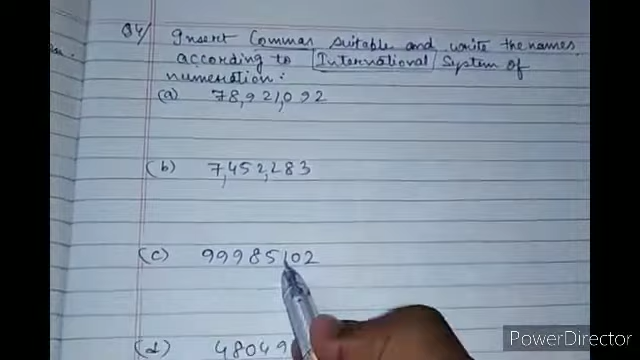 Q4/ Insert Commas suitable and write the names
according to International System of
numeration :
(a) 78,921,092
(b) 7,452,283
(c) 99985102
(d) 48049
PowerDirector